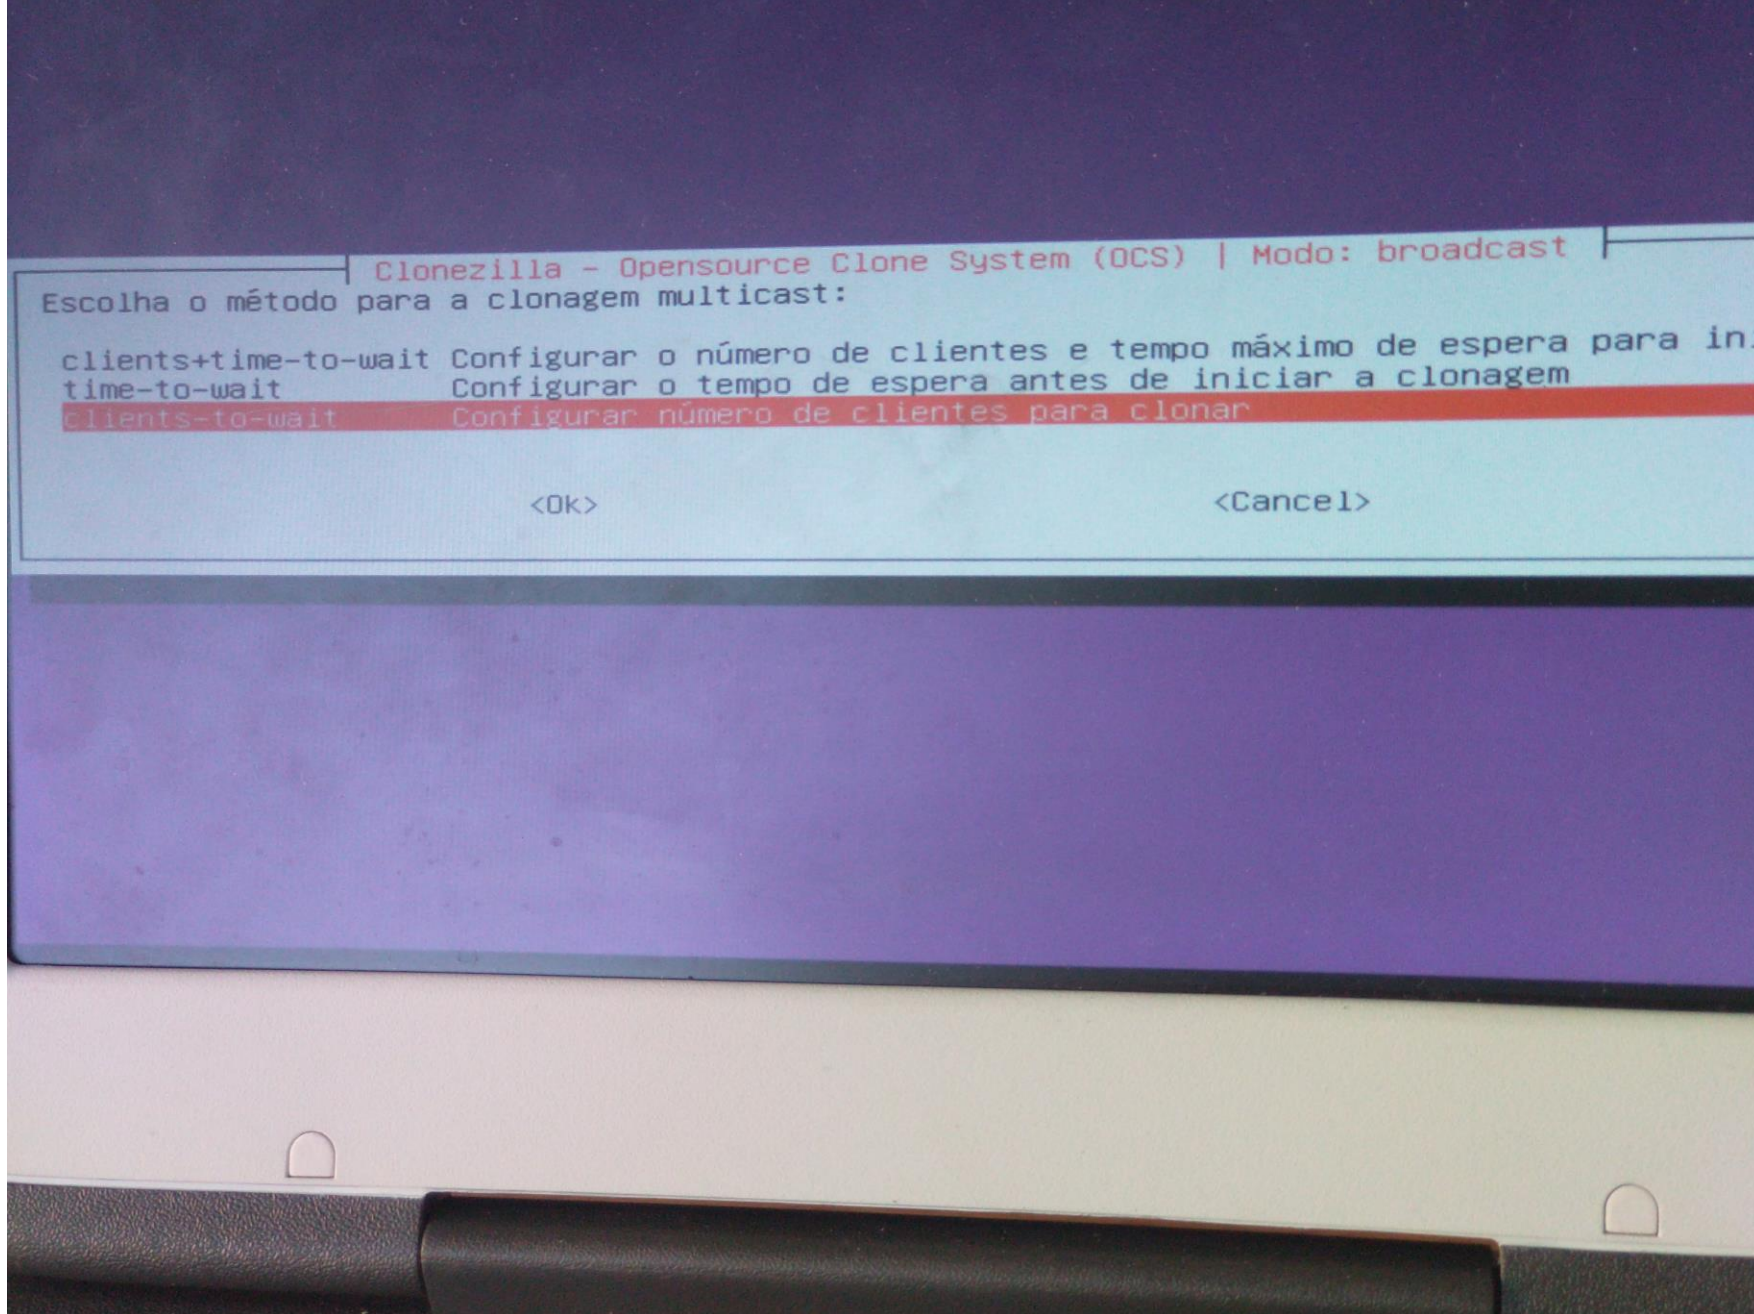 Clonezilla - Opensource Clone System (OCS) | Modo: broadcast
Escolha o método para a clonagem multicast:
clients+time-to-wait Configurar o número de clientes e tempo máximo de espera para in
time-to-wait Configurar o tempo de espera antes de iniciar a clonagem
clients-to-wait Configurar número de clientes para clonar
<Ok> <Cancel>